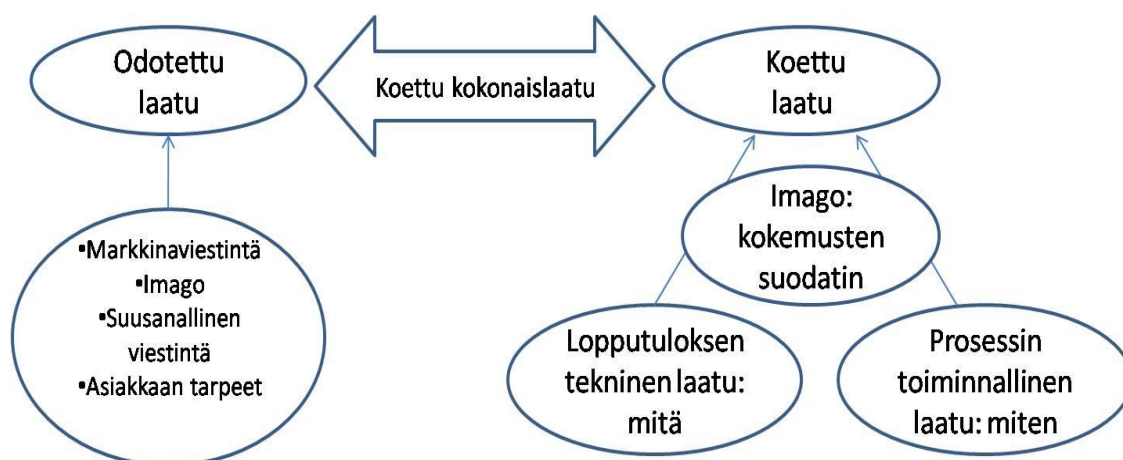 Odotettu
laatu
Koettu kokonaislaatu
Koettu
laatu
▪Markkinaviestintä
▪Imago
▪Suusanallinen
viestintä
▪Asiakkaan tarpeet
Imago:
kokemusten
suodatin
Lopputuloksen
tekninen laatu:
mitä
Prosessin
toiminnallinen
laatu: miten